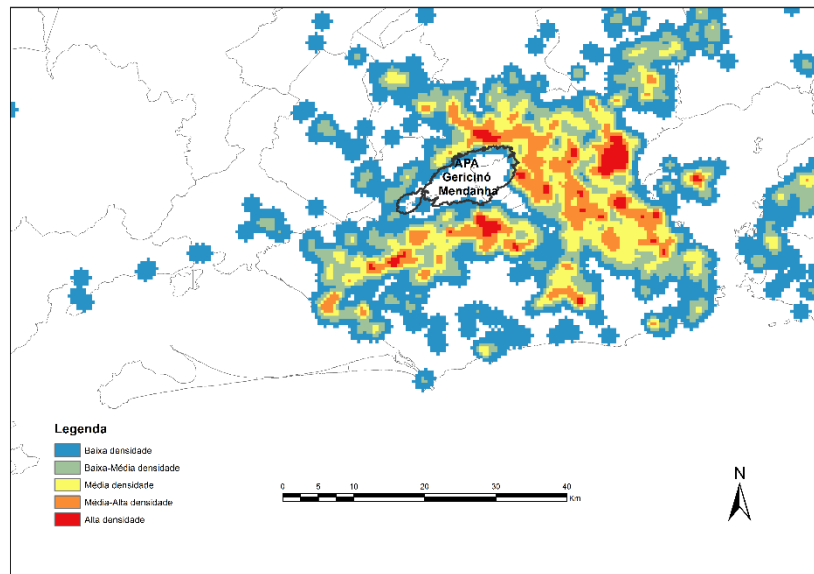 APA
Gericinó
Mendanha
Legenda
Baixa densidade
Baixa-Média densidade
Média densidade
Média-Alta densidade
Alta densidade
0 5 10 20 30 40
Km
N